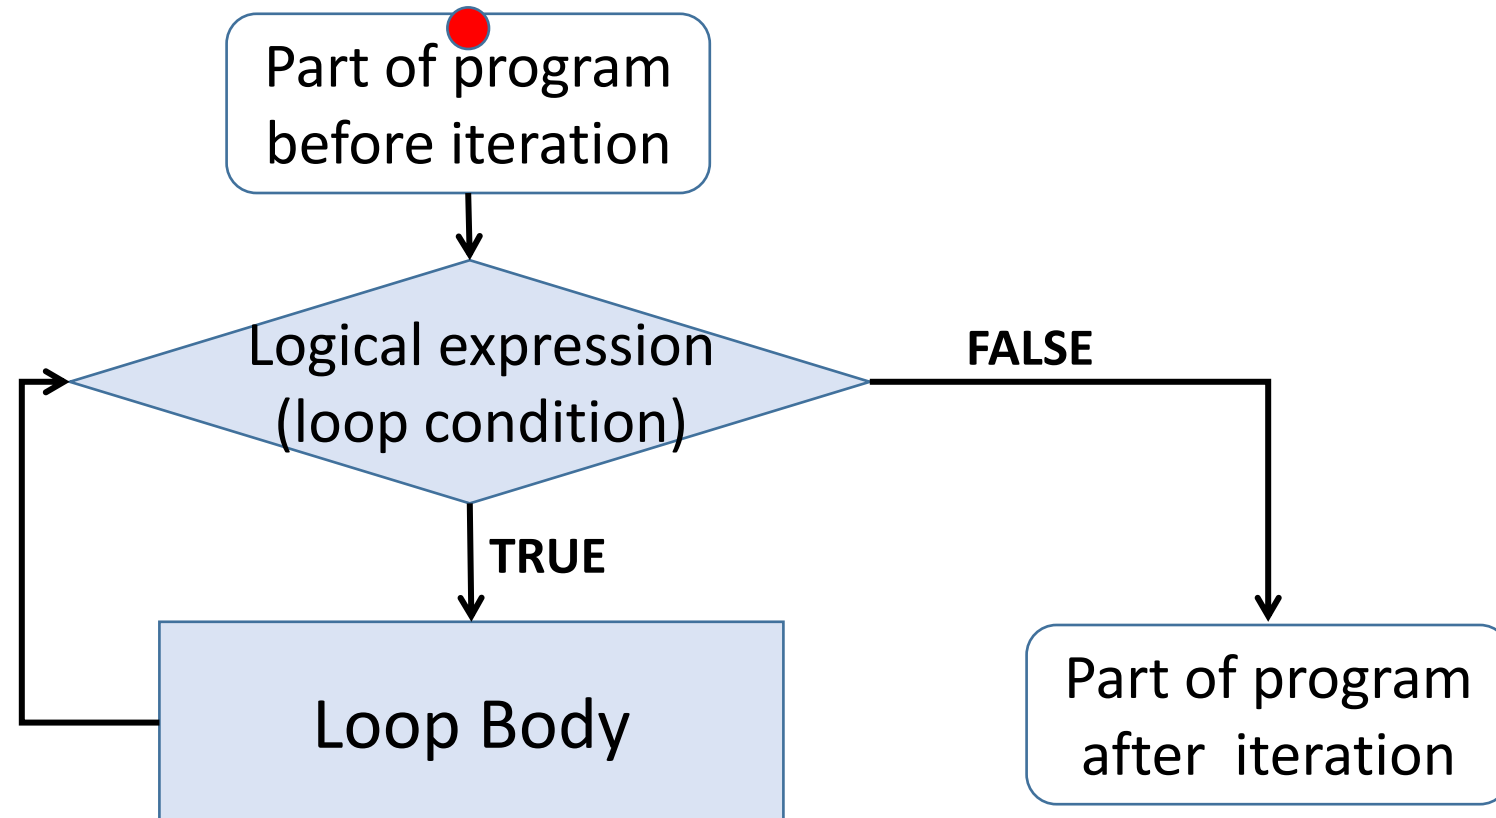 Part of program
before iteration
Logical expression
(loop condition)
FALSE
TRUE
Loop Body
Part of program
after  iteration